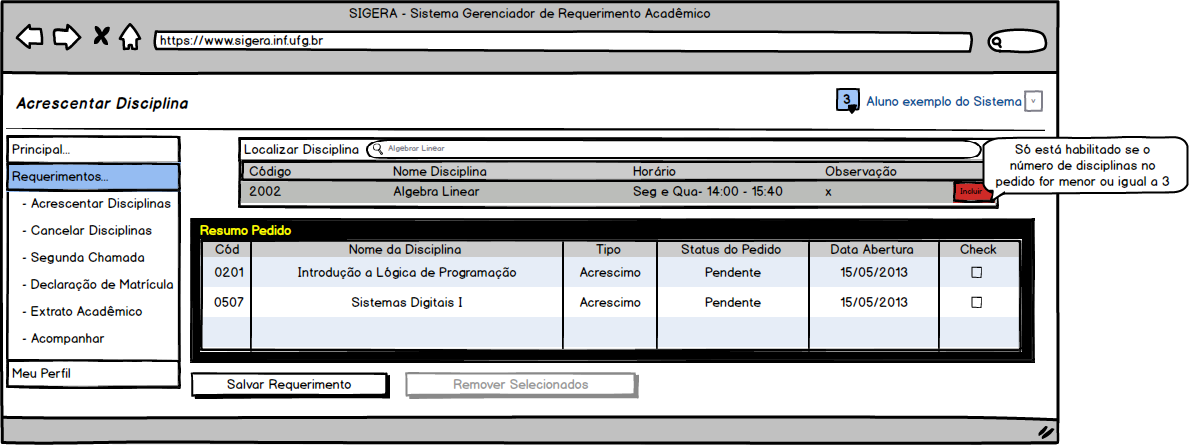 SIGERA - Sistema Gerenciador de Requerimento Acadêmico
https://www.sigera.inf.ufg.br
Acrescentar Disciplina
3 Aluno exemplo do Sistema
Principal...
Requerimentos...
- Acrescentar Disciplinas
- Cancelar Disciplinas
- Segunda Chamada
- Declaração de Matrícula
- Extrato Acadêmico
- Acompanhar
Meu Perfil
Localizar Disciplina Algebrar Linear
Código Nome Disciplina Horário Observação
2002 Algebra Linear Seg e Qua- 14:00 - 15:40 x Incluir
Só está habilitado se o
número de disciplinas no
pedido for menor ou igual a 3
Resumo Pedido
Cód Nome da Disciplina Tipo Status do Pedido Data Abertura Check
0201 Introdução a Lógica de Programação Acrescimo Pendente 15/05/2013
0507 Sistemas Digitais I Acrescimo Pendente 15/05/2013
Salvar Requerimento Remover Selecionados